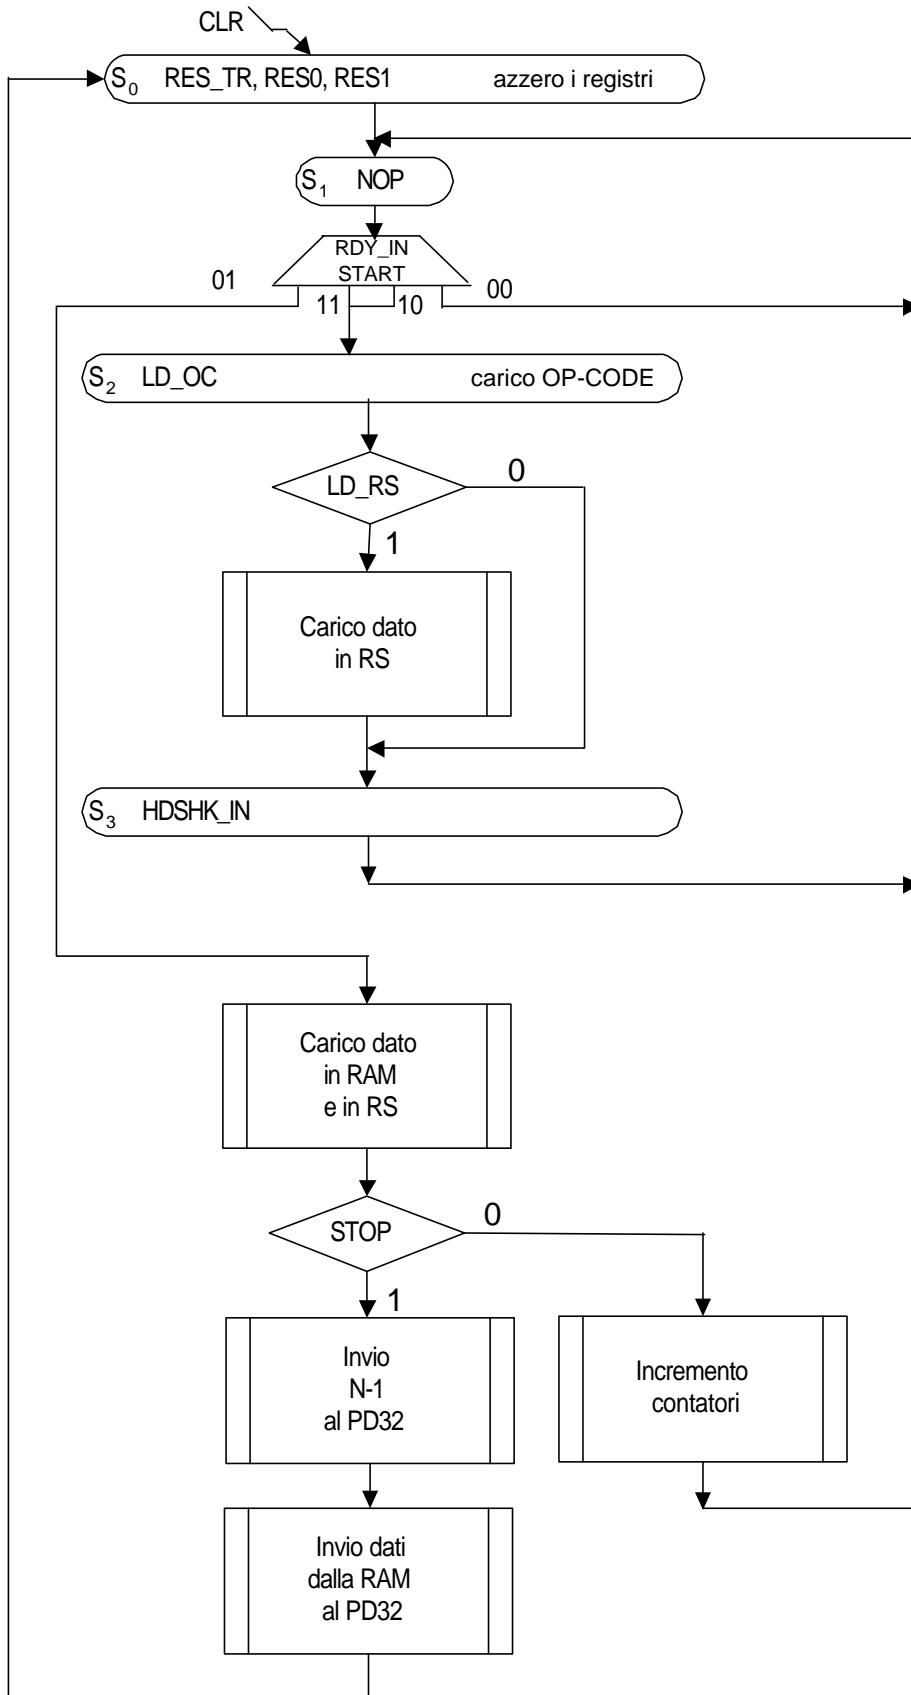 CLR
S0 RES_TR, RES0, RES1 azzero i registri
S1 NOP
RDY_IN
START
01
11
10
00
S2 LD_OC carico OP-CODE
LD_RS
0
1
Carico dato
in RS
S3 HDSHK_IN
Carico dato
in RAM
e in RS
STOP
0
1
Invio
N-1
al PD32
Incremento
contatori
Invio dati
dalla RAM
al PD32